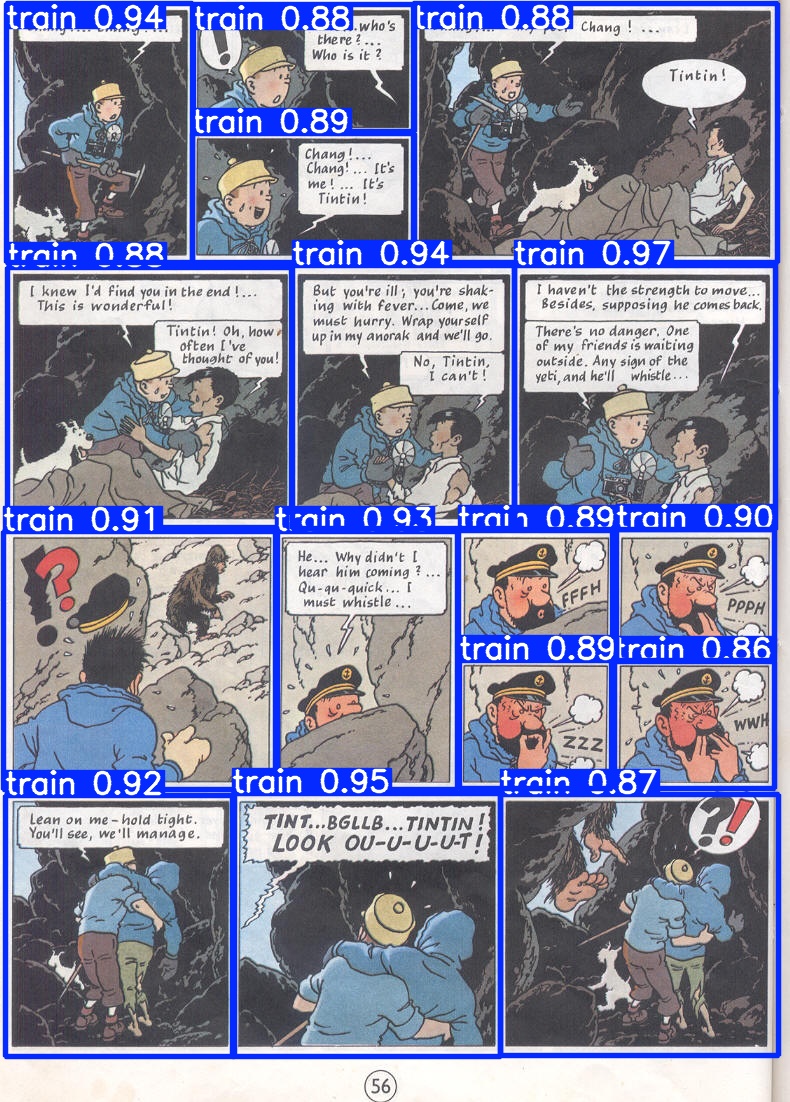 train 0.94
train 0.88
who's
there?...
Who is it?
train 0.89
Chang!...
Chang!... It's
me!... It's
Tintin!
train 0.88
Chang! ...
Tintin!
train 0.88
I knew I'd find you in the end!...
This is wonderful!
Tintin! Oh, how
often I've
thought of you!
train 0.94
But you're ill; you're shak-
ing with fever...Come, we
must hurry. Wrap yourself
up in my anorak and we'll go.
No, Tintin,
I can't!
train 0.97
I haven't the strength to move...
Besides, supposing he comes back.
There's no danger. One
of my friends is waiting
outside. Any sign of the
yeti, and he'll whistle...
train 0.91
!?
train 0.93
He... Why didn't I
hear him coming?...
Qu-qu-quick... I
must whistle...
train 0.89
FFFH
train 0.90
PPPH
train 0.89
ZZZ
train 0.86
WWH
train 0.92
Lean on me-hold tight.
You'll see, we'll manage.
train 0.95
TINT...BGLLB...TINTIN!
LOOK OU-U-U-U-T!
train 0.87
?!
56